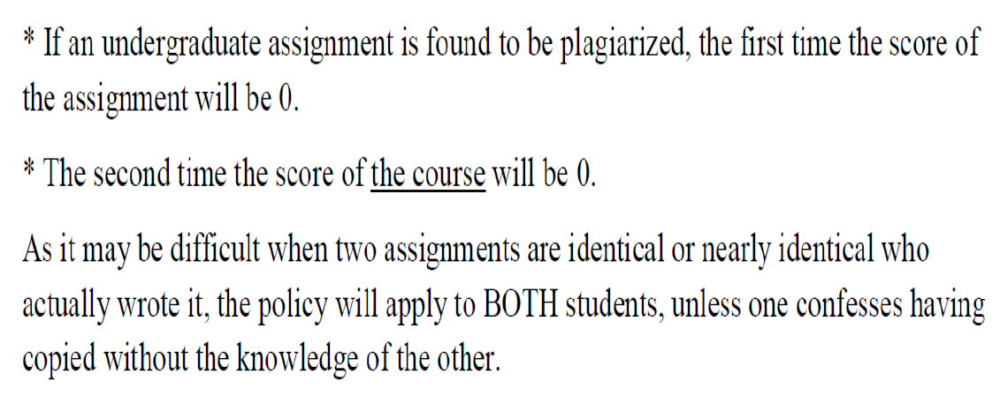 * If an undergraduate assignment is found to be plagiarized, the first time the score of
the assignment will be 0.
* The second time the score of the course will be 0.
As it may be difficult when two assignments are identical or nearly identical who
actually wrote it, the policy will apply to BOTH students, unless one confesses having
copied without the knowledge of the other.